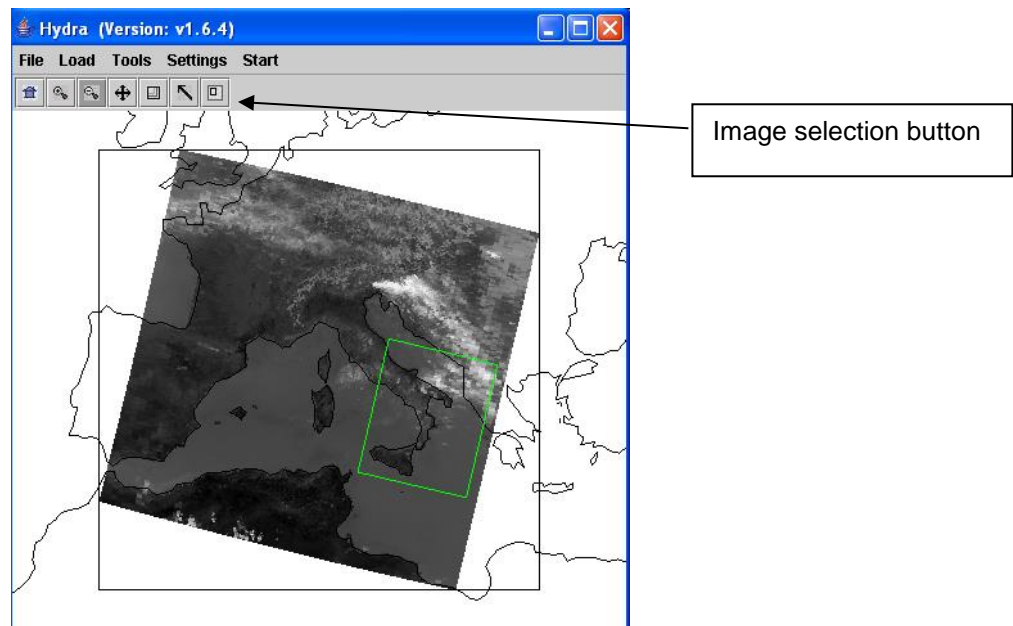 Hydra (Version: v1.6.4)
File Load Tools Settings Start
Image selection button